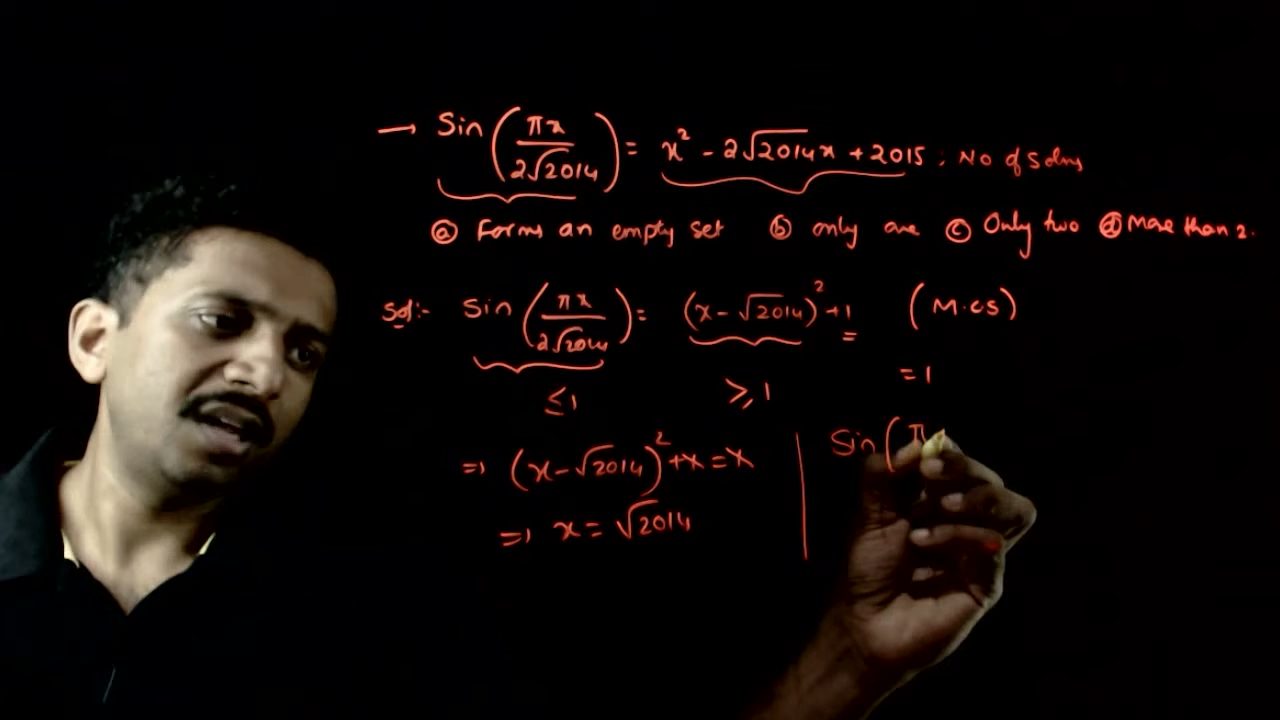 → Sin(πx/2√2014) = x² - 2√2014x + 2015 ; No of Solns
ⓐ Forms an empty set ⓑ only one ⓒ Only two ⓓ More than 2.
Sol:- Sin(πx/2√2014) = (x-√2014)² + 1 (M.CS)
≤1 ≥1 =1
⇒ (x-√2014)² + 1 = 1
Sin(π
⇒ x = √2014